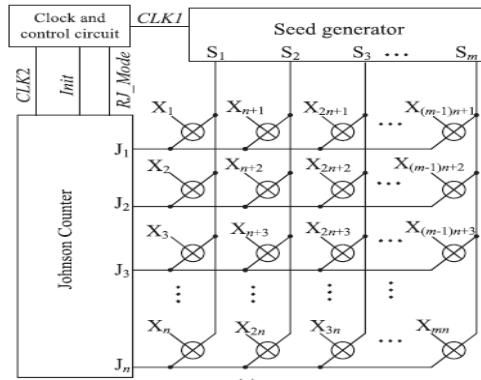 Clock and control circuit
CLK1
Seed generator
S1 S2 S3 ... Sm
CLK2
Init
RJ_Mode
Johnson Counter
X1 Xn+1 X2n+1 ... X(m-1)n+1
J1
X2 Xn+2 X2n+2 ... X(m-1)n+2
J2
X3 Xn+3 X2n+3 ... X(m-1)n+3
J3
Xn X2n X3n ... Xmn
Jn